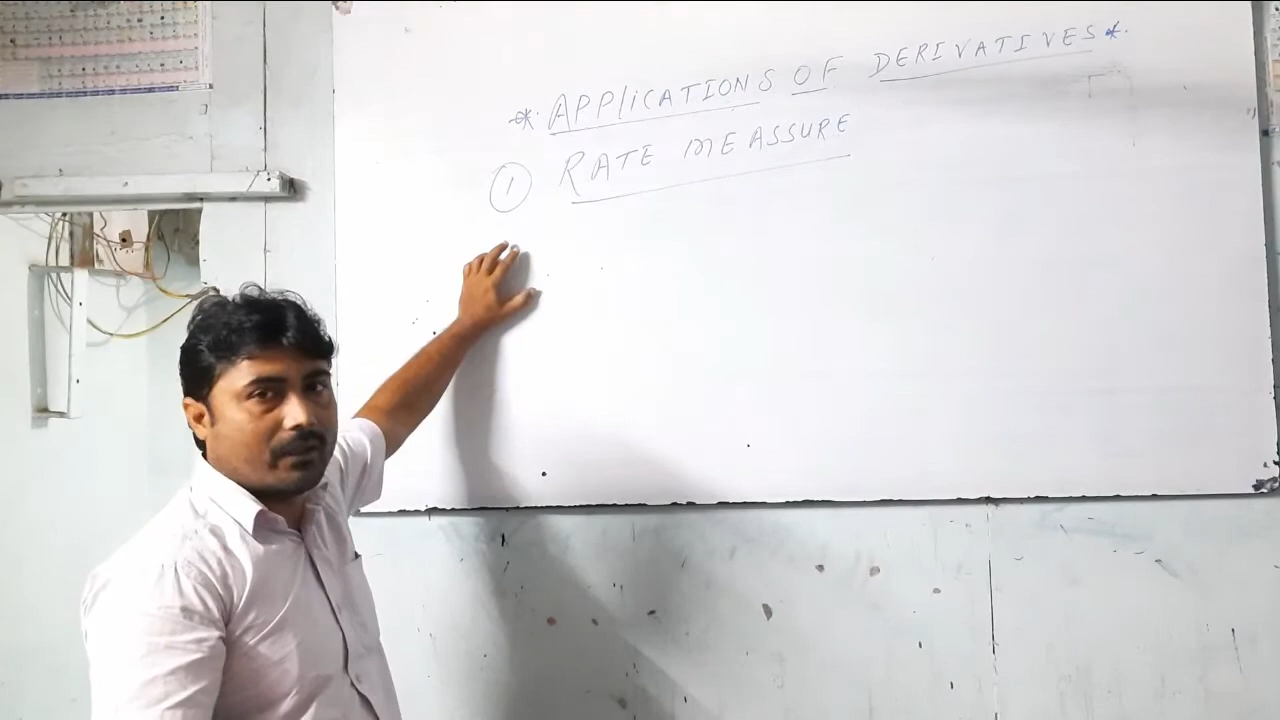 *. APPLICATIONS OF DERIVATIVES *.
① RATE MEASSURE